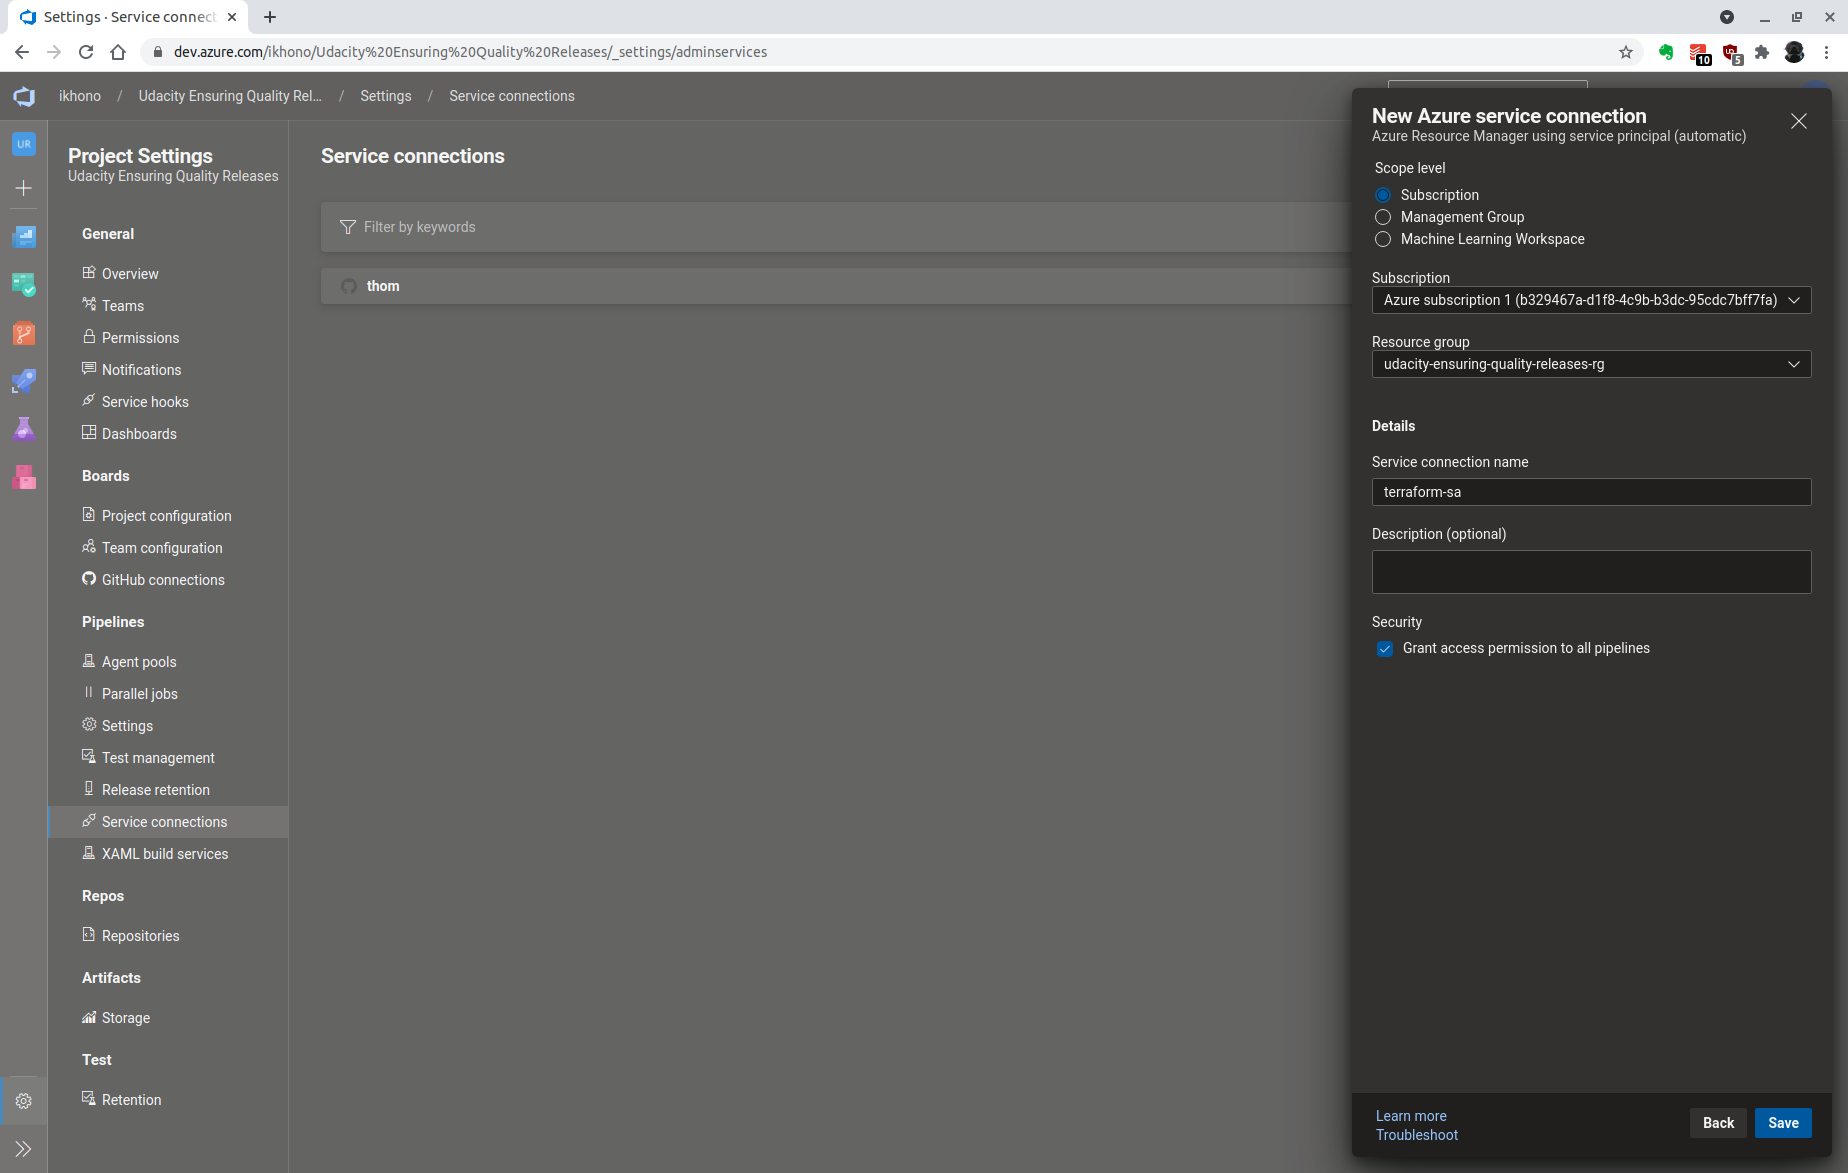 Settings · Service connect
dev.azure.com/ikhono/Udacity%20Ensuring%20Quality%20Releases/_settings/adminservices
10
5
ikhono / Udacity Ensuring Quality Rel... / Settings / Service connections
UR
Project Settings
Udacity Ensuring Quality Releases
General
Overview
Teams
Permissions
Notifications
Service hooks
Dashboards
Boards
Project configuration
Team configuration
GitHub connections
Pipelines
Agent pools
Parallel jobs
Settings
Test management
Release retention
Service connections
XAML build services
Repos
Repositories
Artifacts
Storage
Test
Retention
Service connections
Filter by keywords
thom
New Azure service connection
Azure Resource Manager using service principal (automatic)
Scope level
Subscription
Management Group
Machine Learning Workspace
Subscription
Azure subscription 1 (b329467a-d1f8-4c9b-b3dc-95cdc7bff7fa)
Resource group
udacity-ensuring-quality-releases-rg
Details
Service connection name
terraform-sa
Description (optional)
Security
Grant access permission to all pipelines
Learn more
Troubleshoot
Back
Save